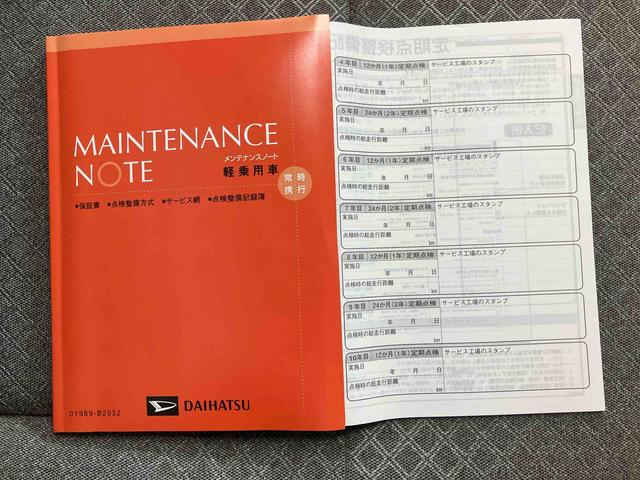 MAINTENANCE
NOTE
メンテナンスノート
軽乗用車
常時
携行
●保証書 ●点検整備方式 ●サービス網 ●点検整備記録簿
DAIHATSU
01989-B2032
4年目 12か月(1年)定期点検 サービス工場のスタンプ
実施日
年 月 日
点検時の総走行距離
km
5年目 24か月(2年)定期点検 サービス工場のスタンプ
実施日
年 月 日
点検時の総走行距離
km
6年目 12か月(1年)定期点検 サービス工場のスタンプ
実施日
年 月 日
点検時の総走行距離
km
7年目 24か月(2年)定期点検 サービス工場のスタンプ
実施日
年 月 日
点検時の総走行距離
km
8年目 12か月(1年)定期点検 サービス工場のスタンプ
実施日
年 月 日
点検時の総走行距離
km
9年目 24か月(2年)定期点検 サービス工場のスタンプ
実施日
年 月 日
点検時の総走行距離
km
10年目 12か月(1年)定期点検 サービス工場のスタンプ
実施日
年 月 日
点検時の総走行距離
km